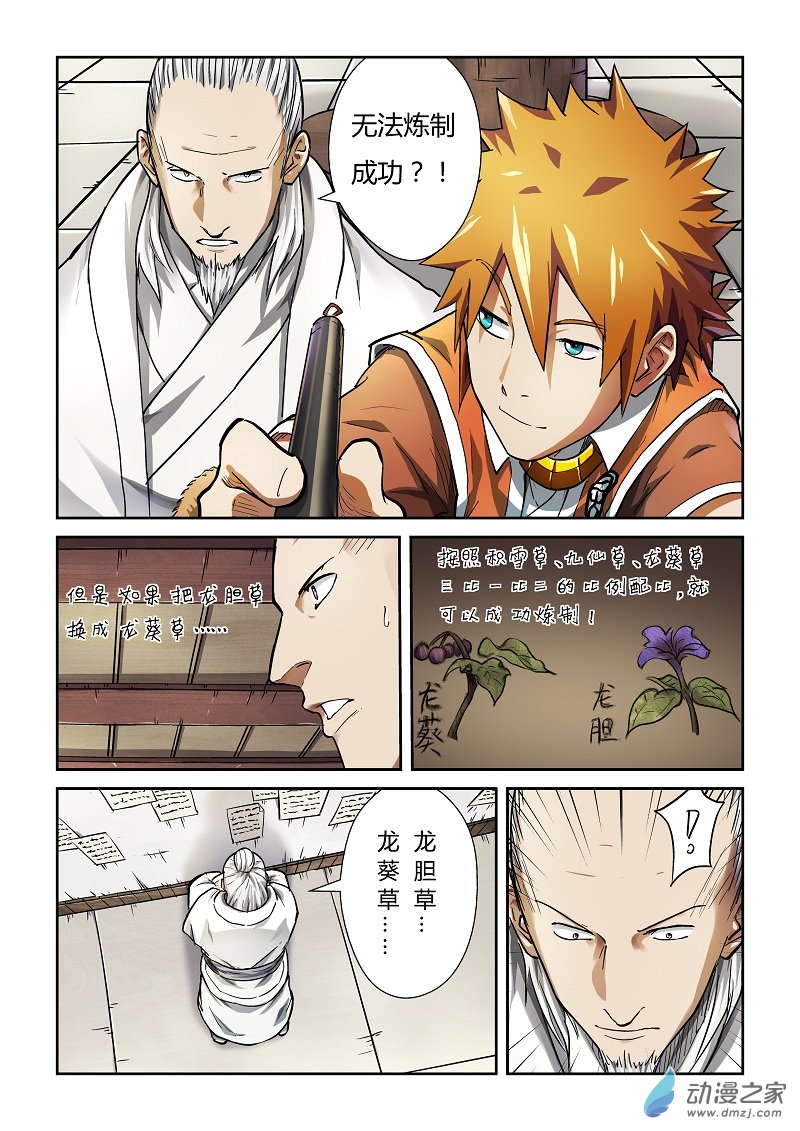 无法炼制
成功？！
但是如果把龙胆草
换成龙葵草……
按照积雪草、九仙草、龙葵草
三比一比二的比例配比,就
可以成功炼制！
龙葵
龙胆
龙胆草…
龙葵草……
！？
动漫之家
www.dmzj.com